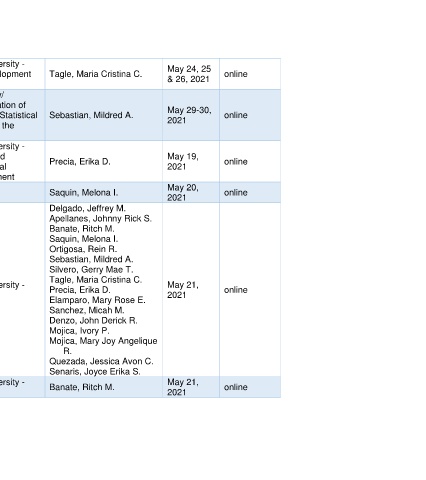 ersity -
lopment
Tagle, Maria Cristina C.
May 24, 25
& 26, 2021
online
y/
ation of
Statistical
the
Sebastian, Mildred A.
May 29-30,
2021
online
ersity -
d
al
ment
Precia, Erika D.
May 19,
2021
online
Saquin, Melona I.
May 20,
2021
online
ersity -
Delgado, Jeffrey M.
Apellanes, Johnny Rick S.
Banate, Ritch M.
Saquin, Melona I.
Ortigosa, Rein R.
Sebastian, Mildred A.
Silvero, Gerry Mae T.
Tagle, Maria Cristina C.
Precia, Erika D.
Elamparo, Mary Rose E.
Sanchez, Micah M.
Denzo, John Derick R.
Mojica, Ivory P.
Mojica, Mary Joy Angelique
R.
Quezada, Jessica Avon C.
Senaris, Joyce Erika S.
May 21,
2021
online
ersity -
Banate, Ritch M.
May 21,
2021
online